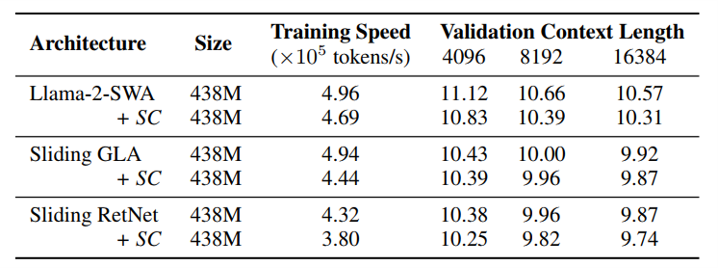 Architecture Size Training Speed Validation Context Length
(×10⁵ tokens/s) 4096 8192 16384
Llama-2-SWA 438M 4.96 11.12 10.66 10.57
+ SC 438M 4.69 10.83 10.39 10.31
Sliding GLA 438M 4.94 10.43 10.00 9.92
+ SC 438M 4.44 10.39 9.96 9.87
Sliding RetNet 438M 4.32 10.38 9.96 9.87
+ SC 438M 3.80 10.25 9.82 9.74